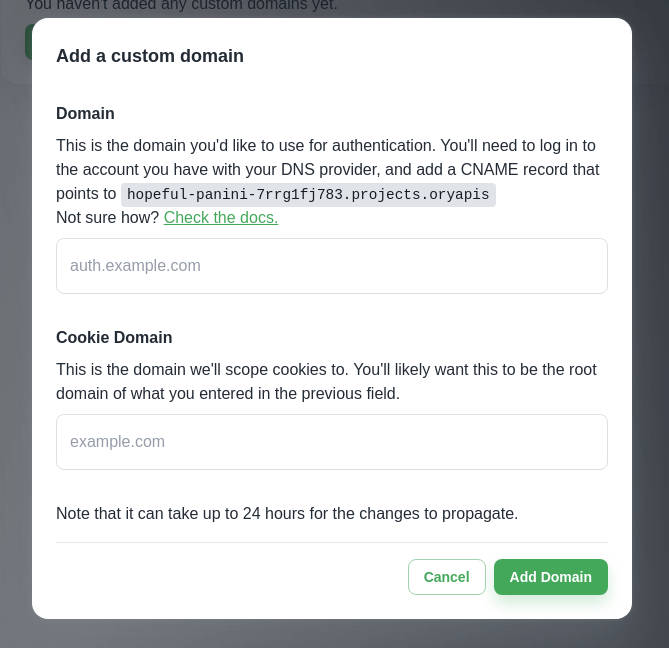 You haven't added any custom domains yet.
Add a custom domain
Domain
This is the domain you'd like to use for authentication. You'll need to log in to
the account you have with your DNS provider, and add a CNAME record that
points to hopeful-panini-7rrg1fj783.projects.oryapis
Not sure how? Check the docs.
auth.example.com
Cookie Domain
This is the domain we'll scope cookies to. You'll likely want this to be the root
domain of what you entered in the previous field.
example.com
Note that it can take up to 24 hours for the changes to propagate.
Cancel
Add Domain